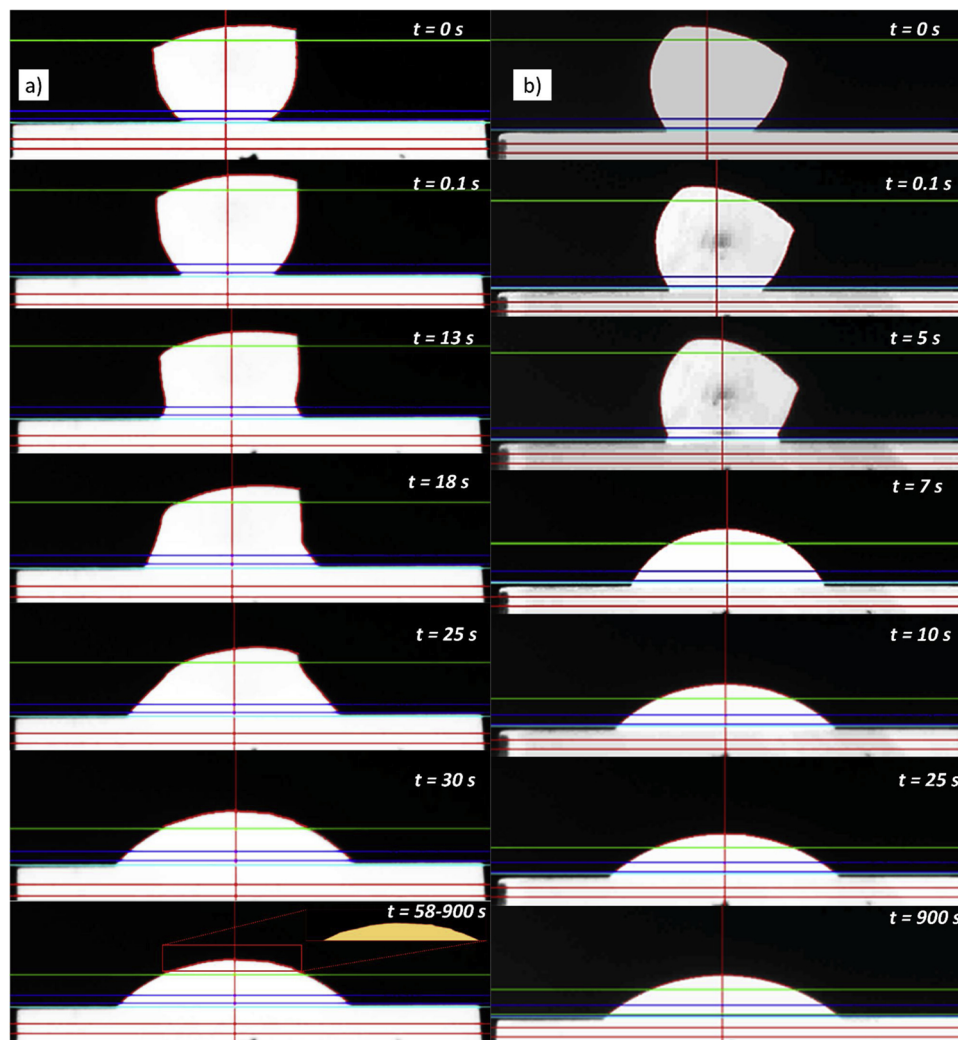 a)
t = 0 s
t = 0.1 s
t = 13 s
t = 18 s
t = 25 s
t = 30 s
t = 58-900 s
b)
t = 0 s
t = 0.1 s
t = 5 s
t = 7 s
t = 10 s
t = 25 s
t = 900 s